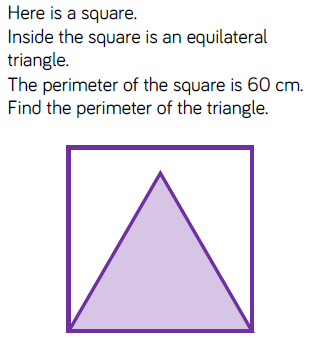 Here is a square.
Inside the square is an equilateral
triangle.
The perimeter of the square is 60 cm.
Find the perimeter of the triangle.